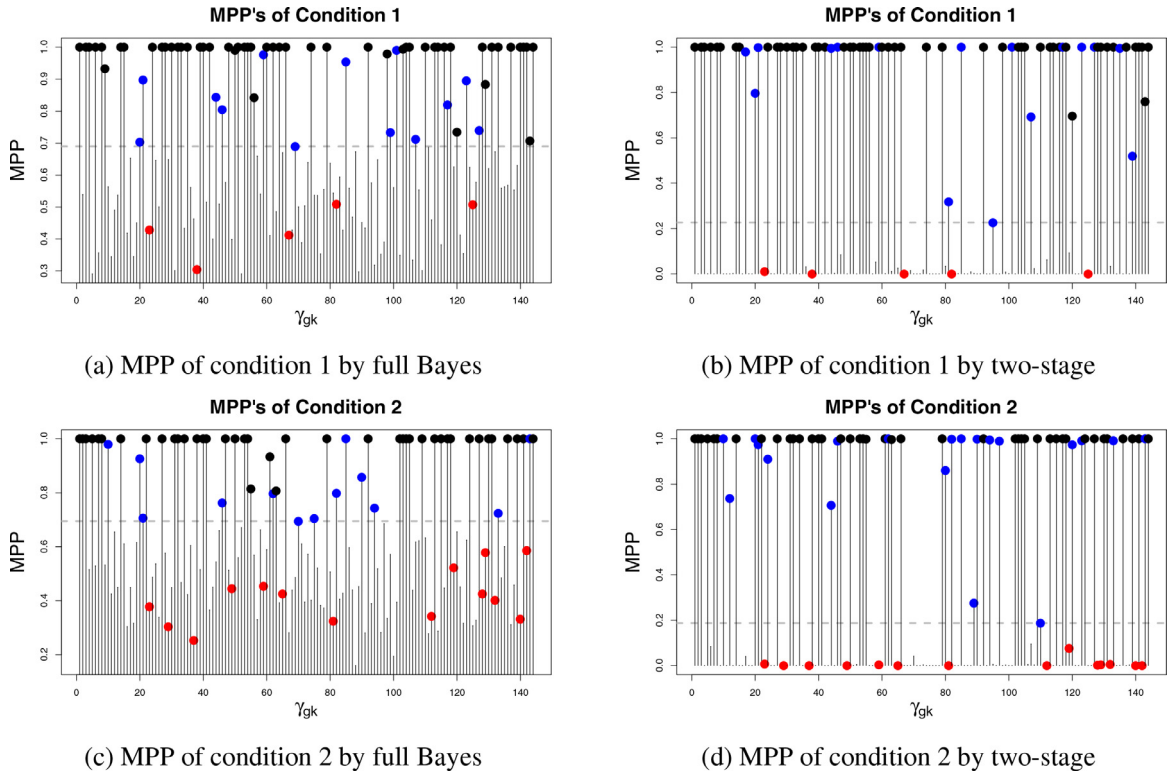 MPP's of Condition 1
MPP
1.0
0.9
0.8
0.7
0.6
0.5
0.4
0.3
0 20 40 60 80 100 120 140
γgk
(a) MPP of condition 1 by full Bayes
MPP's of Condition 1
MPP
1.0
0.8
0.6
0.4
0.2
0.0
0 20 40 60 80 100 120 140
γgk
(b) MPP of condition 1 by two-stage
MPP's of Condition 2
MPP
1.0
0.8
0.6
0.4
0.2
0 20 40 60 80 100 120 140
γgk
(c) MPP of condition 2 by full Bayes
MPP's of Condition 2
MPP
1.0
0.8
0.6
0.4
0.2
0.0
0 20 40 60 80 100 120 140
γgk
(d) MPP of condition 2 by two-stage